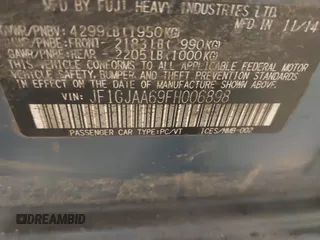 MFD BY FUJI HEAVY INDUSTRIES LTD. 11/14
GVWR/PNBV: 4299LB(1950KG)
GAWR/PNBE: FRONT- 2183LB( 990KG)
GAWR/PNBE: REAR - 2205LB(1000KG)
THIS VEHICLE CONFORMS TO ALL APPLICABLE FEDERAL MOTOR
VEHICLE SAFETY, BUMPER, AND THEFT PREVENTION STANDARDS
IN EFFECT ON THE DATE OF MANUFACTURE SHOWN ABOVE.
VIN: JF1GJAA69FH006898
PASSENGER CAR TYPE:PC/VT ICES/NMB-002
© DREAMBID
DREAMBID.COM